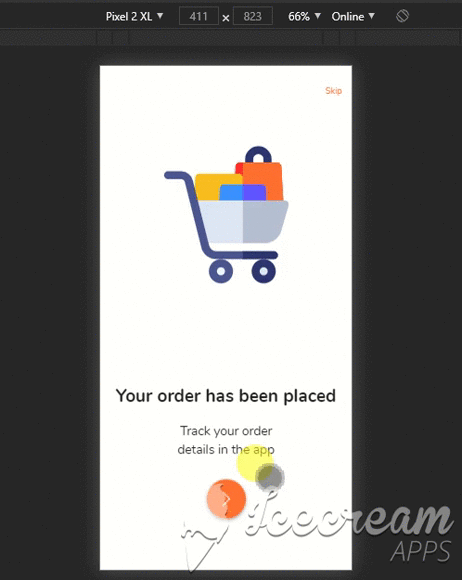 Pixel 2 XL ▼ 411 × 823 66% ▼ Online ▼
Skip
Your order has been placed
Track your order
details in the app
my Icecream
APPS